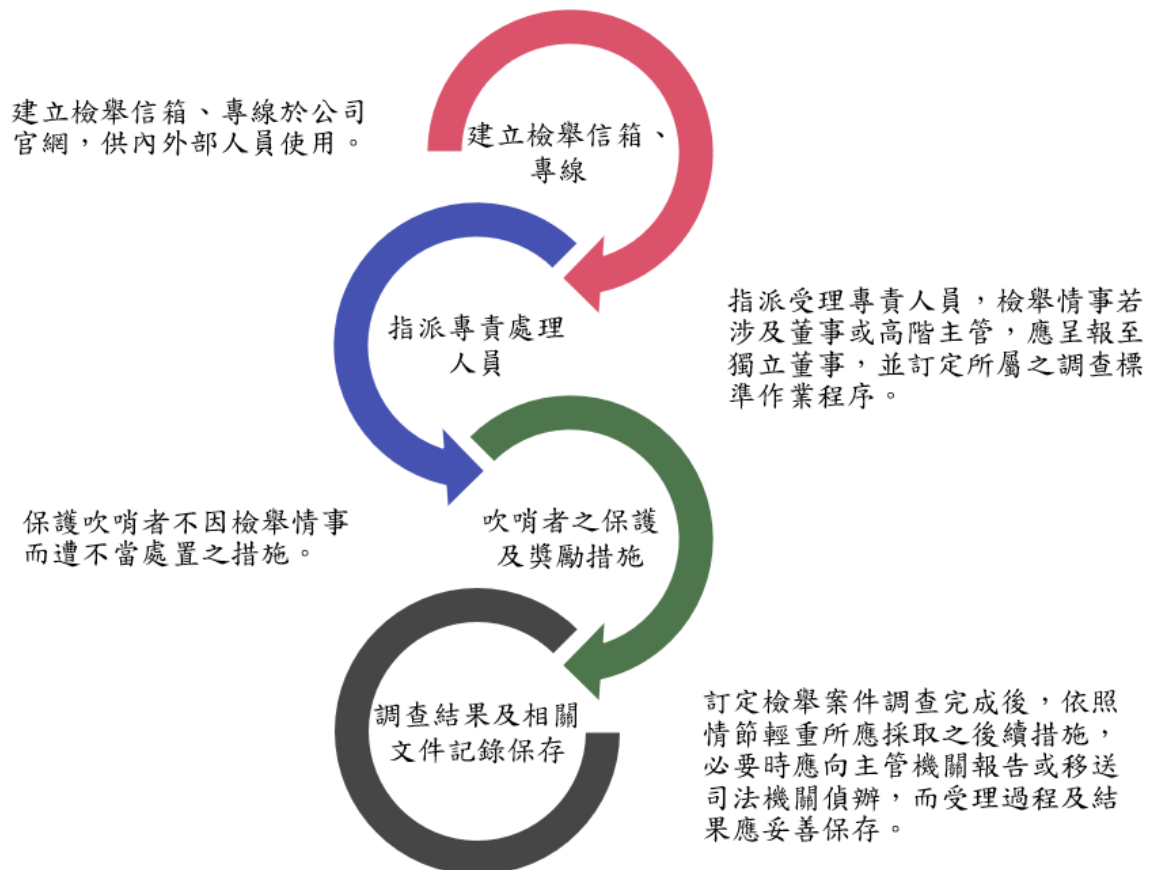 建立檢舉信箱、專線於公司
官網，供內外部人員使用。
建立檢舉信箱、
專線
指派專責處理
人員
指派受理專責人員，檢舉情事若
涉及董事或高階主管，應呈報至
獨立董事，並訂定所屬之調查標
準作業程序。
保護吹哨者不因檢舉情事
而遭不當處置之措施。
吹哨者之保護
及獎勵措施
調查結果及相關
文件記錄保存
訂定檢舉案件調查完成後，依照
情節輕重所應採取之後續措施，
必要時應向主管機關報告或移送
司法機關偵辦，而受理過程及結
果應妥善保存。